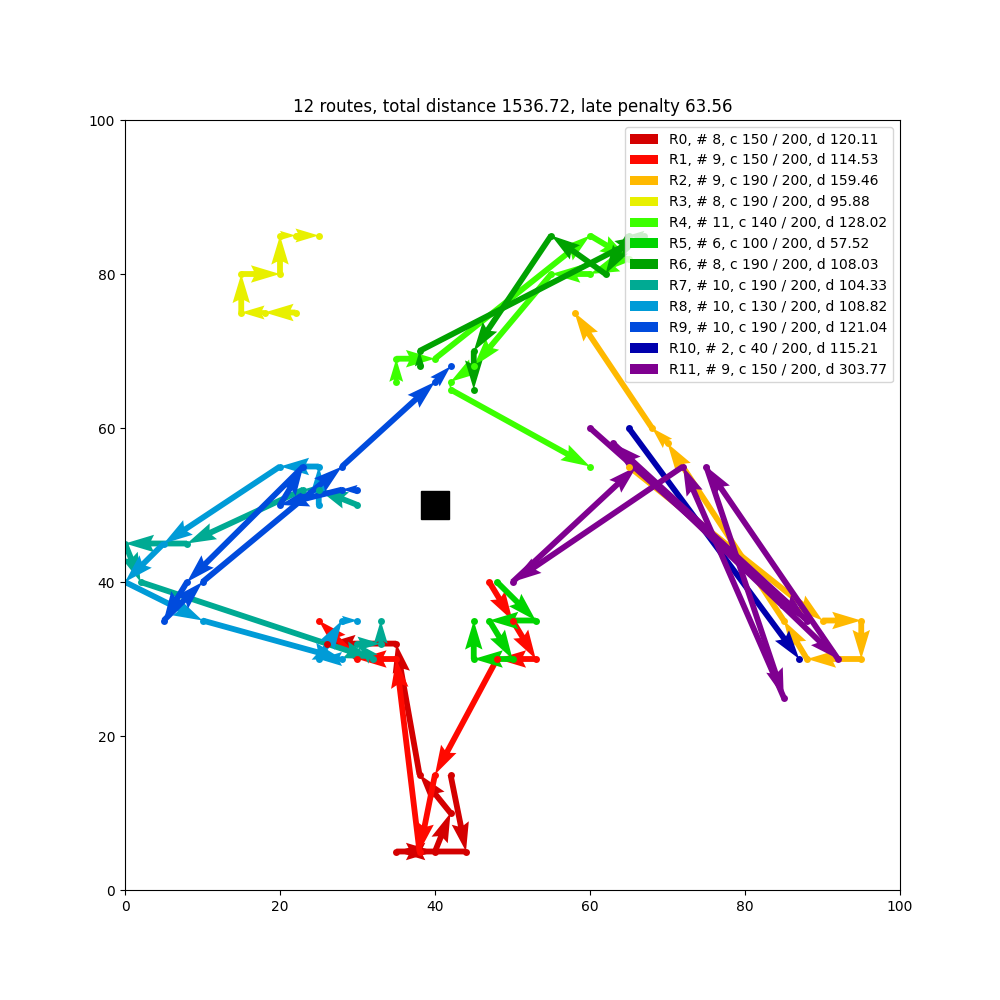 12 routes, total distance 1536.72, late penalty 63.56
R0, # 8, c 150 / 200, d 120.11
R1, # 9, c 150 / 200, d 114.53
R2, # 9, c 190 / 200, d 159.46
R3, # 8, c 190 / 200, d 95.88
R4, # 11, c 140 / 200, d 128.02
R5, # 6, c 100 / 200, d 57.52
R6, # 8, c 190 / 200, d 108.03
R7, # 10, c 190 / 200, d 104.33
R8, # 10, c 130 / 200, d 108.82
R9, # 10, c 190 / 200, d 121.04
R10, # 2, c 40 / 200, d 115.21
R11, # 9, c 150 / 200, d 303.77
100
80
60
40
20
0
0 20 40 60 80 100